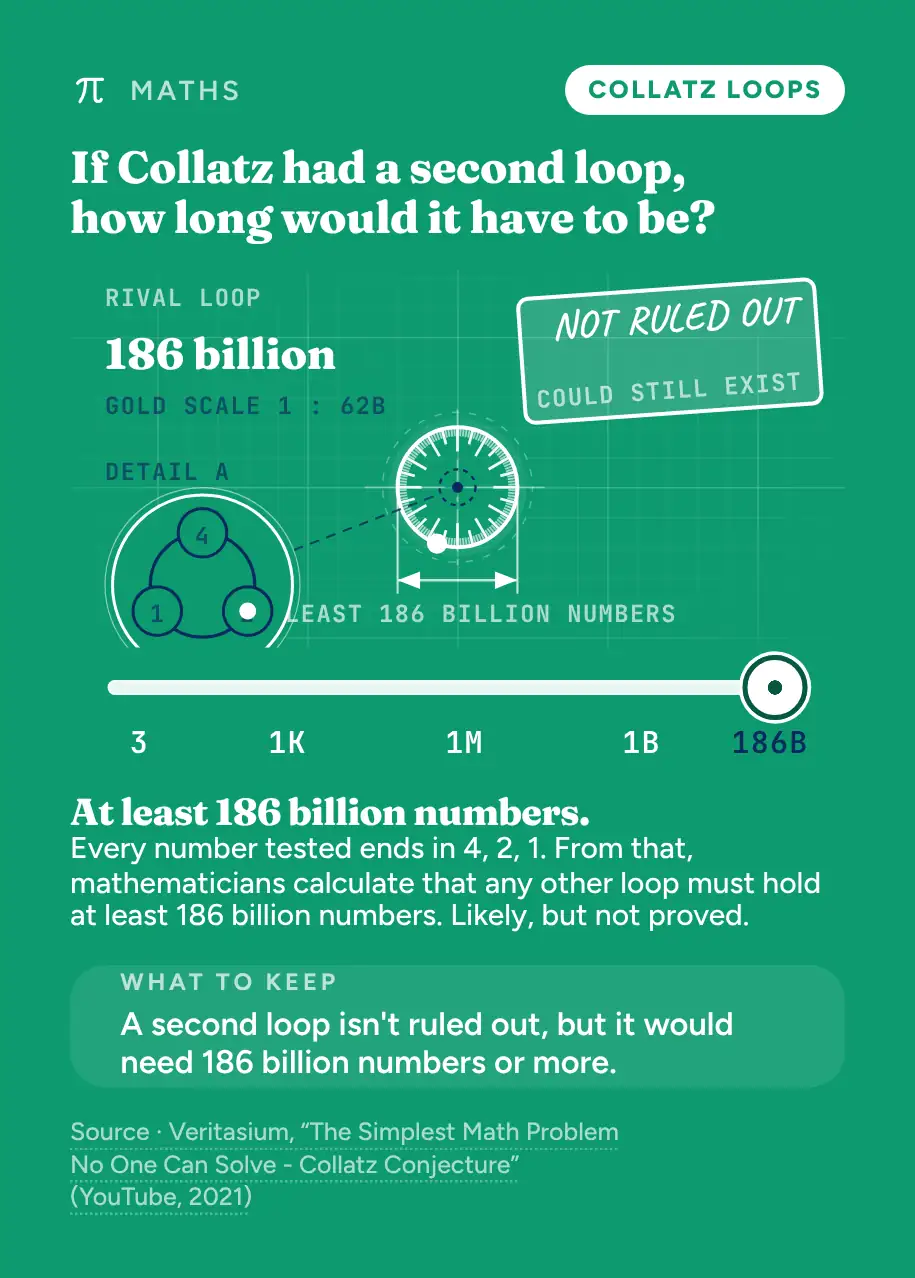 π MATHS
COLLATZ LOOPS
If Collatz had a second loop,
how long would it have to be?
RIVAL LOOP
186 billion
GOLD SCALE 1 : 62B
NOT RULED OUT
COULD STILL EXIST
DETAIL A
4
1
LEAST 186 BILLION NUMBERS
3 1K 1M 1B 186B
At least 186 billion numbers.
Every number tested ends in 4, 2, 1. From that,
mathematicians calculate that any other loop must hold
at least 186 billion numbers. Likely, but not proved.
WHAT TO KEEP
A second loop isn't ruled out, but it would
need 186 billion numbers or more.
Source · Veritasium, “The Simplest Math Problem
No One Can Solve - Collatz Conjecture”
(YouTube, 2021)